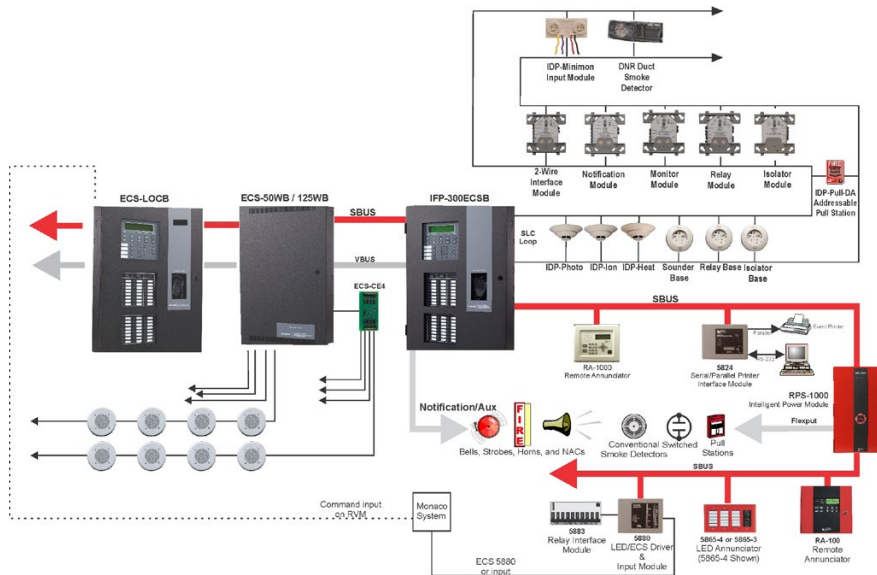 IDP-Minimon
Input Module
DNR Duct
Smoke
Detector
2-Wire
Interface
Module
Notification
Module
Monitor
Module
Relay
Module
Isolator
Module
IDP-Pull-DA
Addressable
Pull Station
ECS-LOCB
ECS-50WB / 125WB
IFP-300ECSB
SBUS
VBUS
SLC
Loop
IDP-Photo
IDP-Ion
IDP-Heat
Sounder
Base
Relay Base
Isolator
Base
ECS-CE4
SBUS
RA-1000
Remote Annunciator
5824
Serial/Parallel Printer
Interface Module
Parallel
Event Printer
RS-232
RPS-1000
Intelligent Power Module
Flexput
Notification/Aux
FIRE
Bells, Strobes, Horns, and NACs
Conventional
Smoke Detectors
Switched
Pull
Stations
SBUS
Command input
on RVM
Monaco
System
5883
Relay Interface
Module
5880
LED/ECS Driver
&
Input Module
5865-4 or 5865-3
LED Annunciator
(5865-4 Shown)
RA-100
Remote
Annunciator
ECS 5880
or input